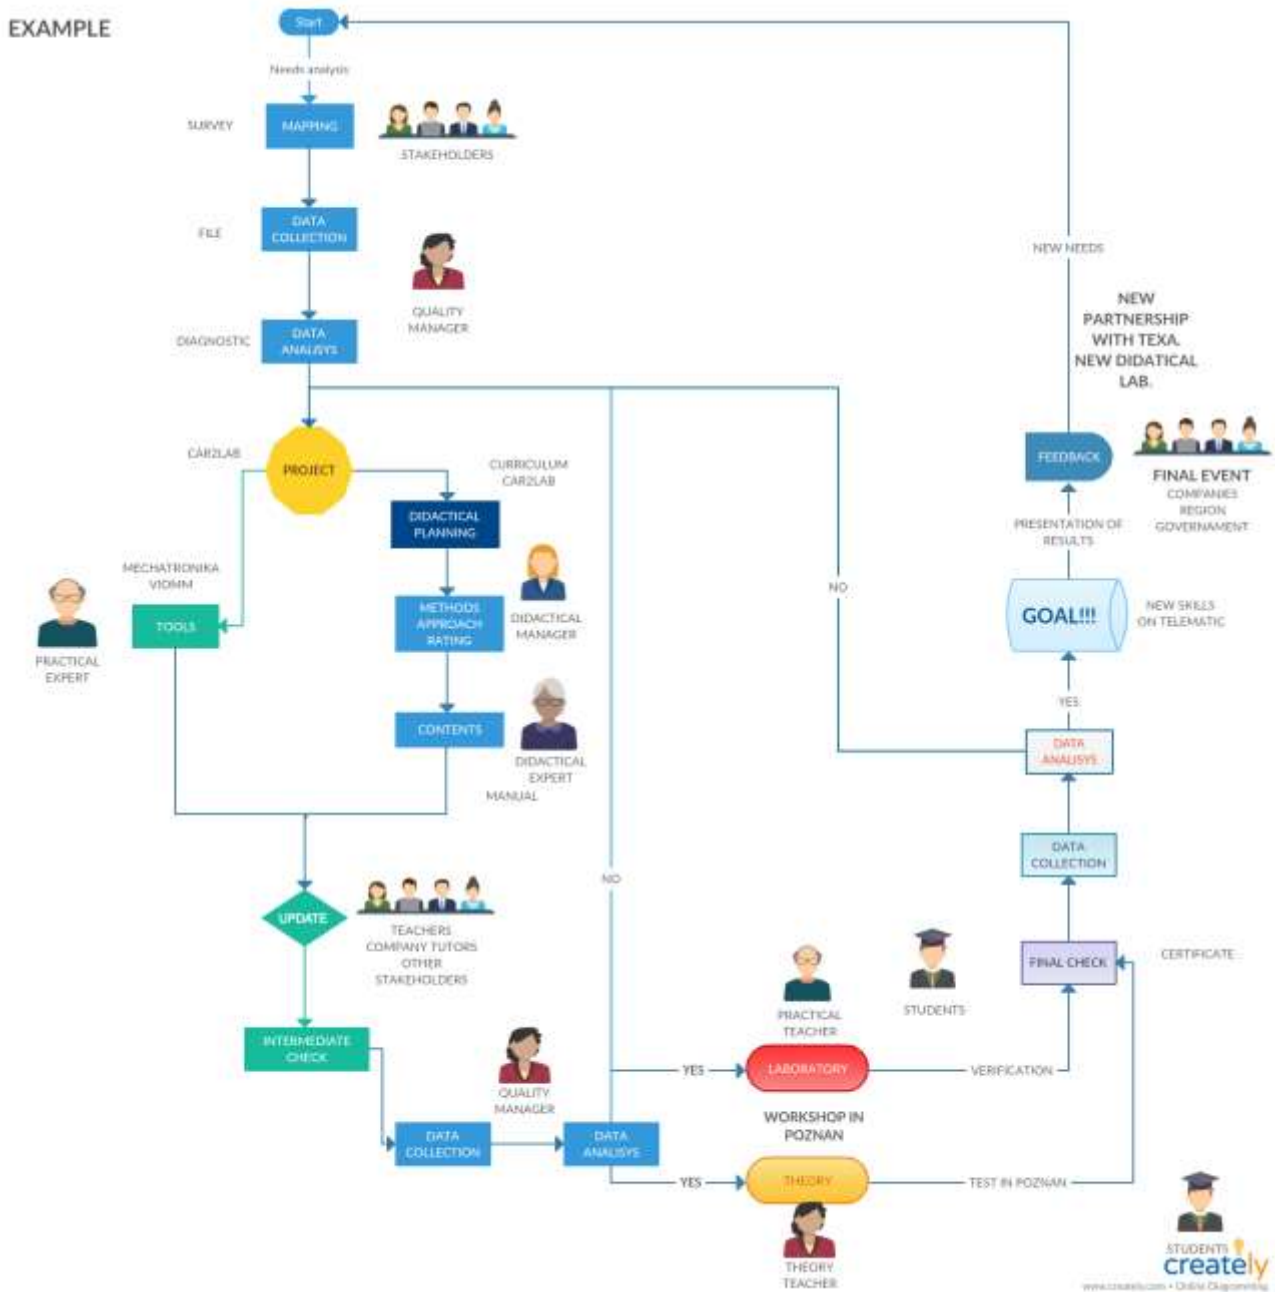 EXAMPLE
Start
Needs analysis
SURVEY
MAPPING
STAKEHOLDERS
FILE
DATA
COLLECTION
QUALITY
MANAGER
DIAGNOSTIC
DATA
ANALISYS
CAR2LAB
PROJECT
CURRICULUM
CAR2LAB
DIDACTICAL
PLANNING
MECHATRONIKA
VIDMM
TOOLS
PRACTICAL
EXPERT
METHODS
APPROACH
RATING
DIDACTICAL
MANAGER
CONTENTS
DIDACTICAL
EXPERT
MANUAL
UPDATE
TEACHERS
COMPANY TUTORS
OTHER
STAKEHOLDERS
INTERMEDIATE
CHECK
QUALITY
MANAGER
DATA
COLLECTION
DATA
ANALISYS
NO
YES
LABORATORY
PRACTICAL
TEACHER
STUDENTS
VERIFICATION
WORKSHOP IN
POZNAN
YES
THEORY
TEST IN POZNAN
THEORY
TEACHER
STUDENTS
FINAL CHECK
CERTIFICATE
DATA
COLLECTION
DATA
ANALISYS
NO
YES
GOAL!!!
NEW SKILLS
ON TELEMATIC
PRESENTATION OF
RESULTS
FEEDBACK
FINAL EVENT
COMPANIES
REGION
GOVERNAMENT
NEW
PARTNERSHIP
WITH TEXA.
NEW DIDATICAL
LAB.
NEW NEEDS
creately
www.creately.com • Online Diagramming